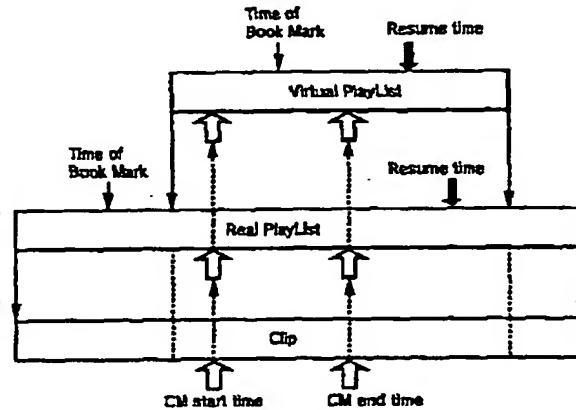 Time of
Book Mark
Resume time
Virtual PlayList
Time of
Book Mark
Resume time
Real PlayList
Clip
CM start time
CM end time